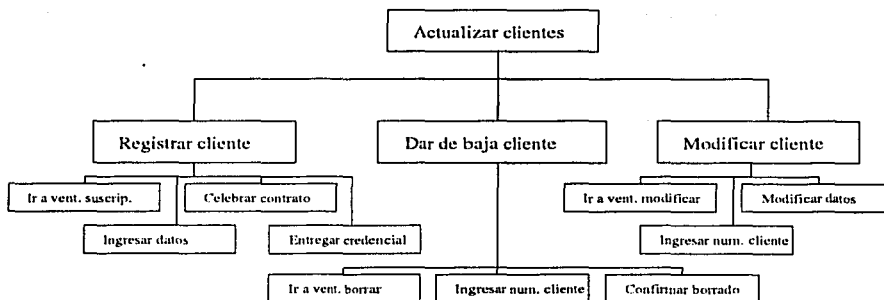 Actualizar clientes
Registrar cliente
Dar de baja cliente
Modificar cliente
Ir a vent. suscrip.
Celebrar contrato
Ir a vent. modificar
Modificar datos
Ingresar datos
Entregar credencial
Ingresar num. cliente
Ir a vent. borrar
Ingresar num. cliente
Confirmar borrado